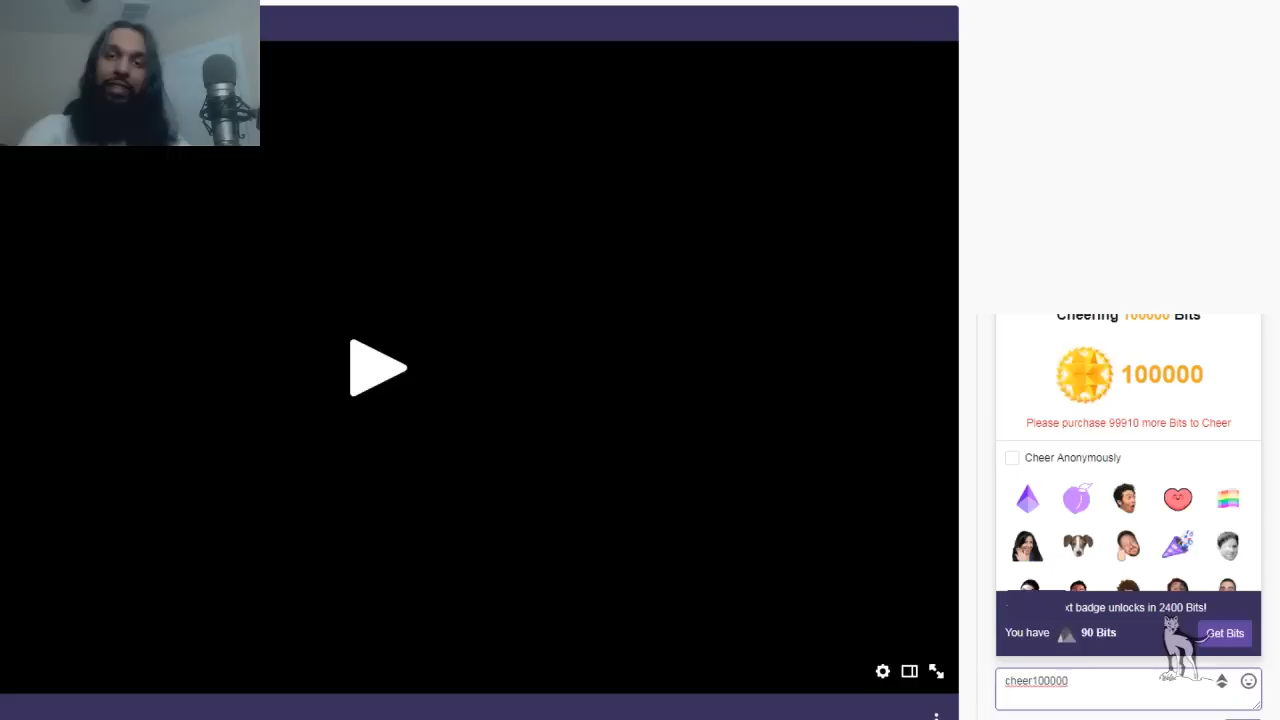 Cheering 100000 Bits
100000
Please purchase 99910 more Bits to Cheer
Cheer Anonymously
badge unlocks in 2400 Bits!
You have 90 Bits
Get Bits
cheer100000